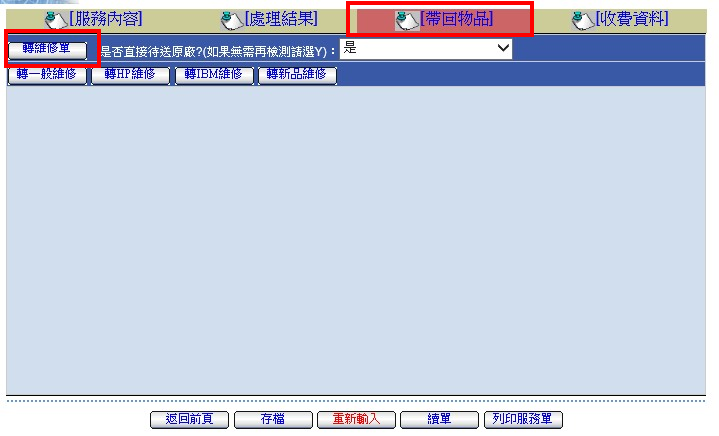 [服務內容] [處理結果] [帶回物品] [收費資料]
轉維修單 是否直接待送原廠?(如果無需再檢測請選Y)： 是
轉一般維修 轉HP維修 轉IBM維修 轉新品維修
返回前頁 存檔 重新輸入 續單 列印服務單